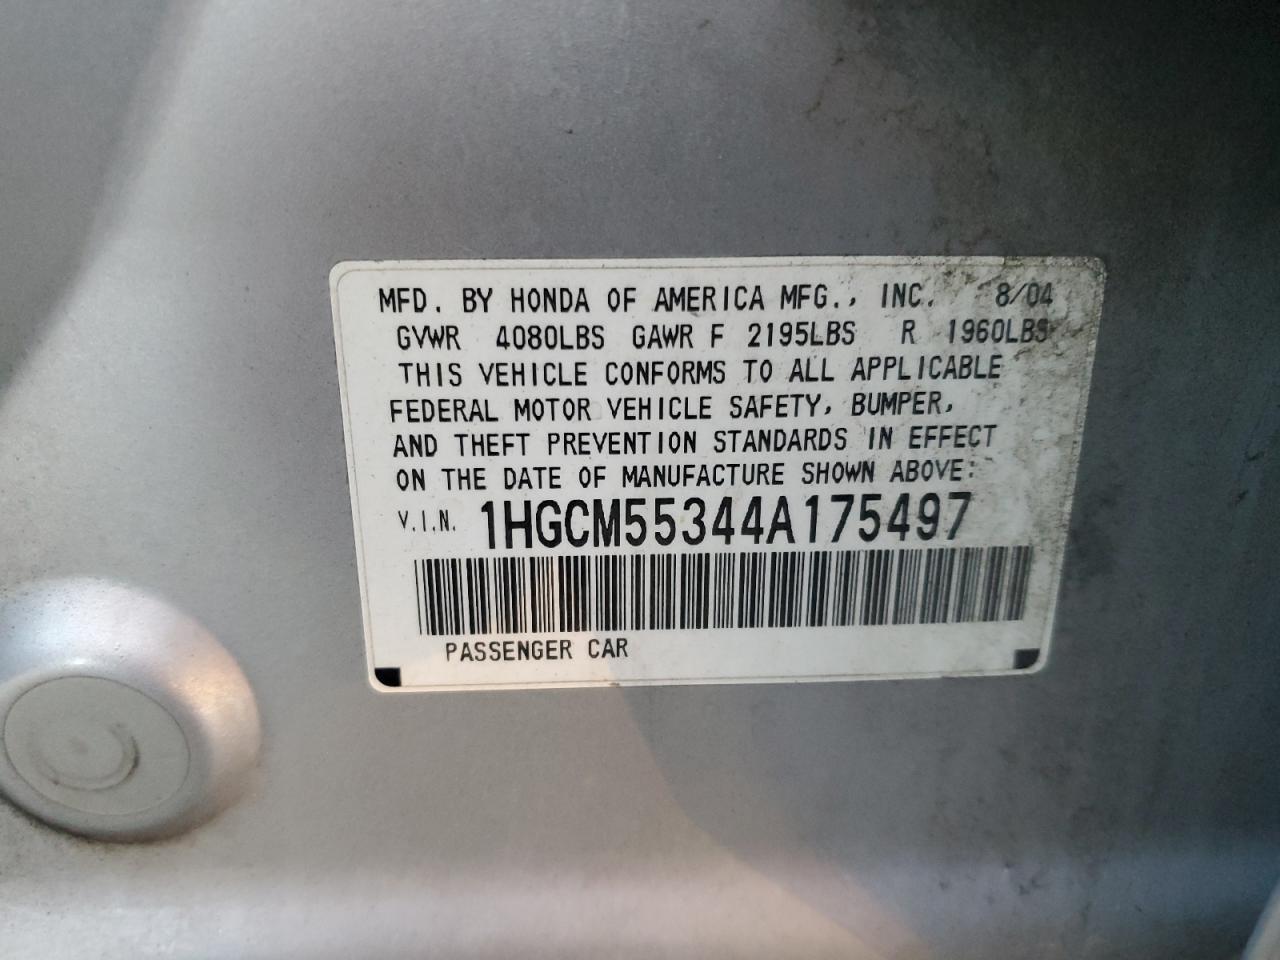 MFD. BY HONDA OF AMERICA MFG., INC. 8/04
GVWR 4080LBS GAWR F 2195LBS R 1960LBS
THIS VEHICLE CONFORMS TO ALL APPLICABLE
FEDERAL MOTOR VEHICLE SAFETY, BUMPER,
AND THEFT PREVENTION STANDARDS IN EFFECT
ON THE DATE OF MANUFACTURE SHOWN ABOVE:
V.I.N. 1HGCM55344A175497
PASSENGER CAR